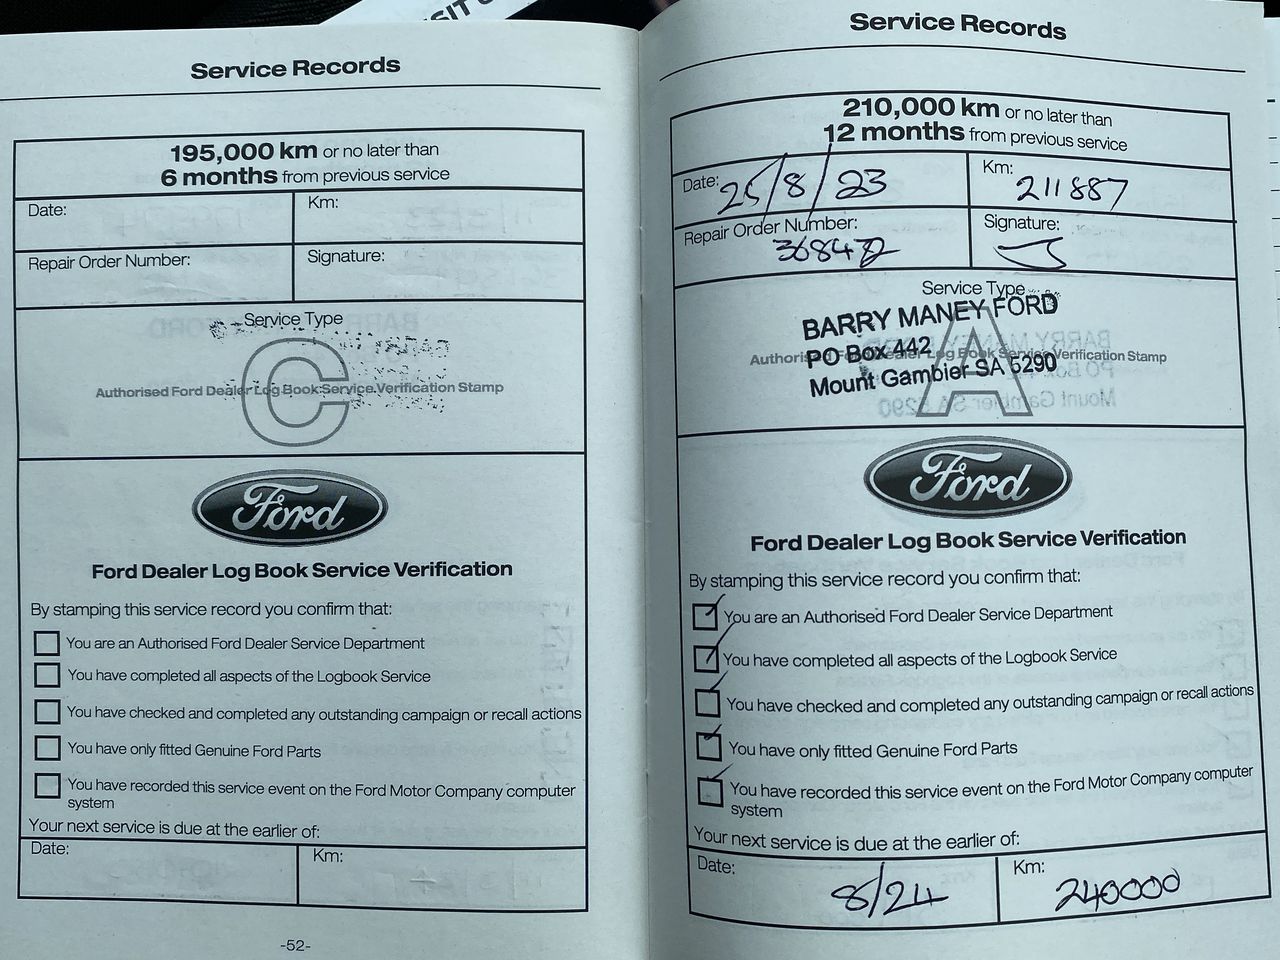 SIT
Service Records
195,000 km or no later than
6 months from previous service
Date:
Km:
Repair Order Number:
Signature:
Service Type
C
Authorised Ford Dealer Log Book Service Verification Stamp
Ford
Ford Dealer Log Book Service Verification
By stamping this service record you confirm that:
You are an Authorised Ford Dealer Service Department
You have completed all aspects of the Logbook Service
You have checked and completed any outstanding campaign or recall actions
You have only fitted Genuine Ford Parts
You have recorded this service event on the Ford Motor Company computer
system
Your next service is due at the earlier of:
Date:
Km:
-52-
Service Records
210,000 km or no later than
12 months from previous service
Date: 25/8/23
Km: 211887
Repair Order Number:
Signature:
Service Type
BARRY MANEY FORD
PO Box 442
Mount Gambier SA 5290
A
Authorised Ford Dealer Log Book Service Verification Stamp
Ford
Ford Dealer Log Book Service Verification
By stamping this service record you confirm that:
You are an Authorised Ford Dealer Service Department
You have completed all aspects of the Logbook Service
You have checked and completed any outstanding campaign or recall actions
You have only fitted Genuine Ford Parts
You have recorded this service event on the Ford Motor Company computer
system
Your next service is due at the earlier of:
Date: 8/24
Km: 240000